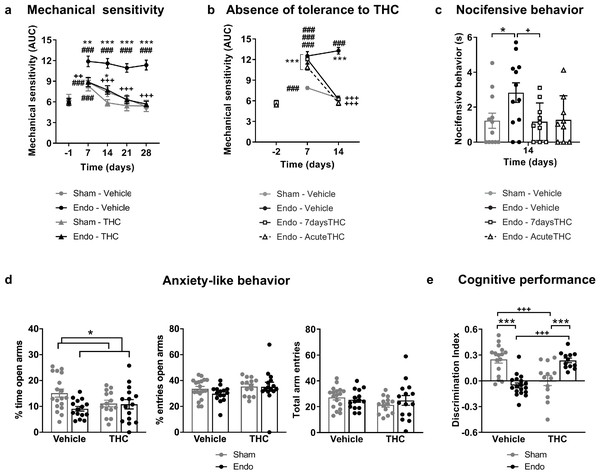 a Mechanical sensitivity
Mechanical sensitivity (AUC)
15
12
9
6
3
0
** *** *** ***
### ### ### ###
++
###
###
*
+++
+++
+++
-1 7 14 21 28
Time (days)
Sham - Vehicle
Endo - Vehicle
Sham - THC
Endo - THC
b Absence of tolerance to THC
Mechanical sensitivity (AUC)
15
12
9
6
3
0
###
###
###
***
###
###
***
+++
+++
-2 7 14
Time (days)
Sham - Vehicle
Endo - Vehicle
Endo - 7daysTHC
Endo - AcuteTHC
c Nocifensive behavior
Nocifensive behavior (s)
6
5
4
3
2
1
0
* +
14
Time (days)
Sham - Vehicle
Endo - Vehicle
Endo - 7daysTHC
Endo - AcuteTHC
d Anxiety-like behavior
% time open arms
40
30
20
10
0
*
Vehicle THC
% entries open arms
80
60
40
20
0
Vehicle THC
Total arm entries
80
60
40
20
0
Vehicle THC
Sham
Endo
e Cognitive performance
Discrimination Index
0.6
0.3
0.0
-0.3
-0.6
+++
*** ***
+++
Vehicle THC
Sham
Endo